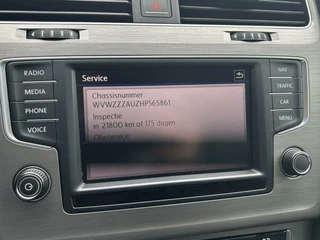 Service
Chassisnummer:
WVWZZZAUZHP565861
Inspectie
in 21800 km of 175 dagen
Olieservice
RADIO
MEDIA
PHONE
VOICE
NAV
TRAFFIC
CAR
MENU